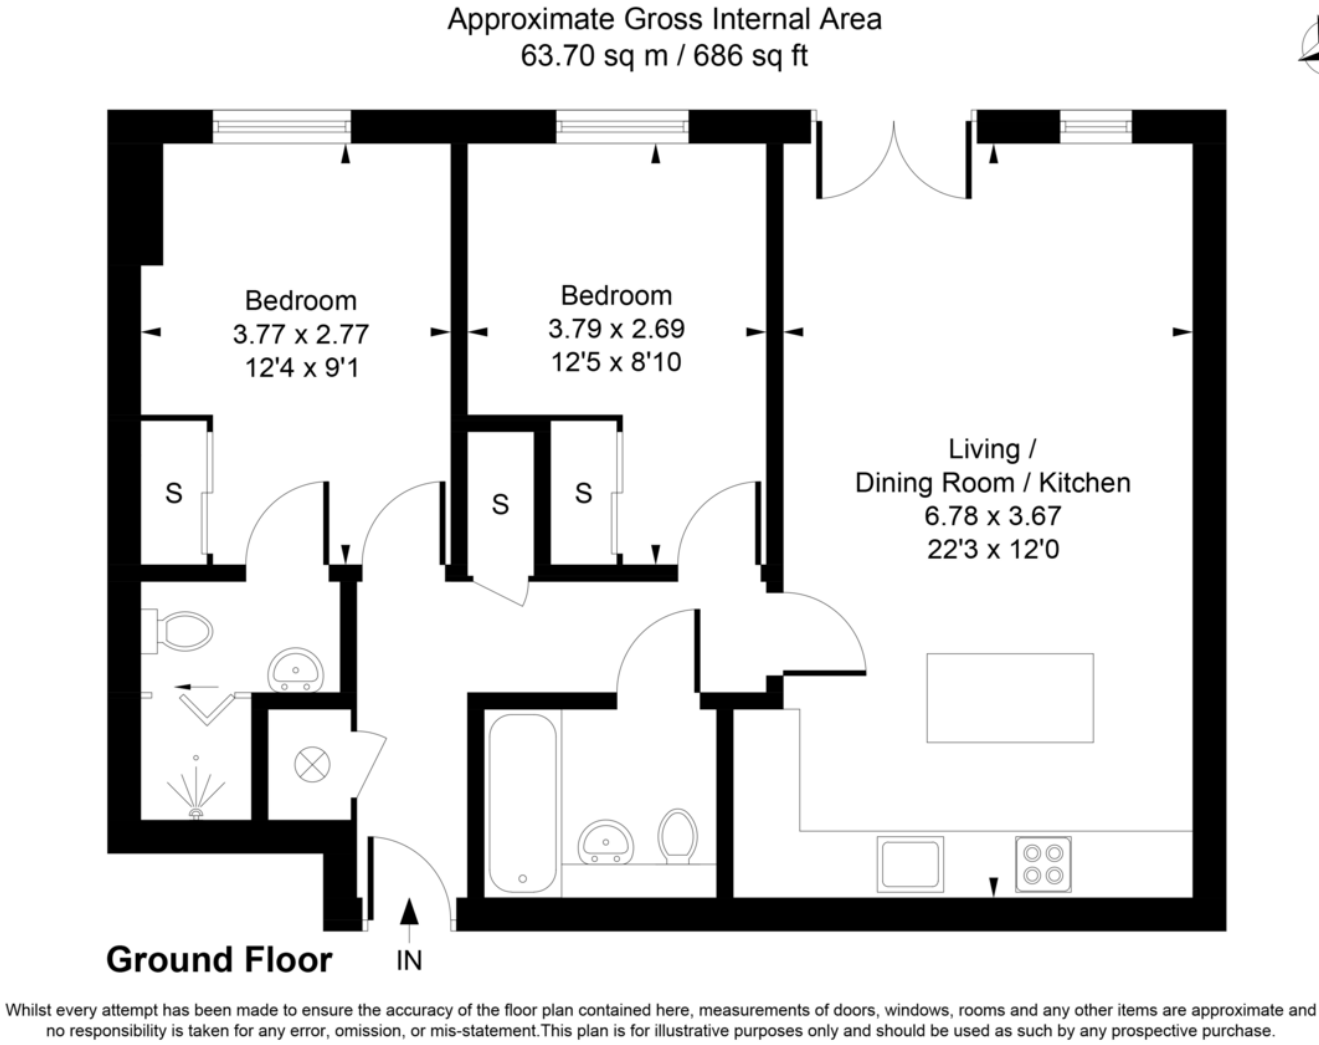 Approximate Gross Internal Area
63.70 sq m / 686 sq ft
Bedroom
3.77 x 2.77
12'4 x 9'1
Bedroom
3.79 x 2.69
12'5 x 8'10
Living /
Dining Room / Kitchen
6.78 x 3.67
22'3 x 12'0
S
S
S
IN
Ground Floor
Whilst every attempt has been made to ensure the accuracy of the floor plan contained here, measurements of doors, windows, rooms and any other items are approximate and
no responsibility is taken for any error, omission, or mis-statement.This plan is for illustrative purposes only and should be used as such by any prospective purchase.